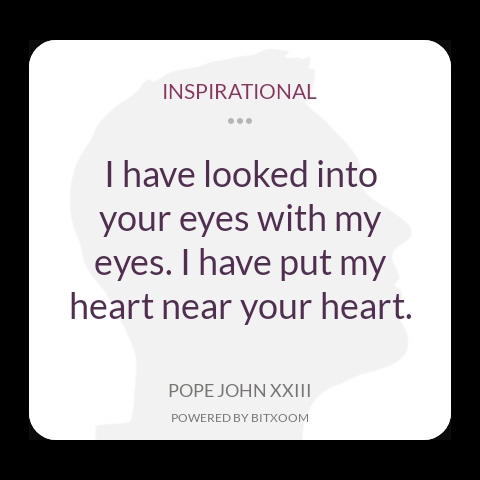 INSPIRATIONAL
I have looked into
your eyes with my
eyes. I have put my
heart near your heart.
POPE JOHN XXIII
POWERED BY BITXOOM